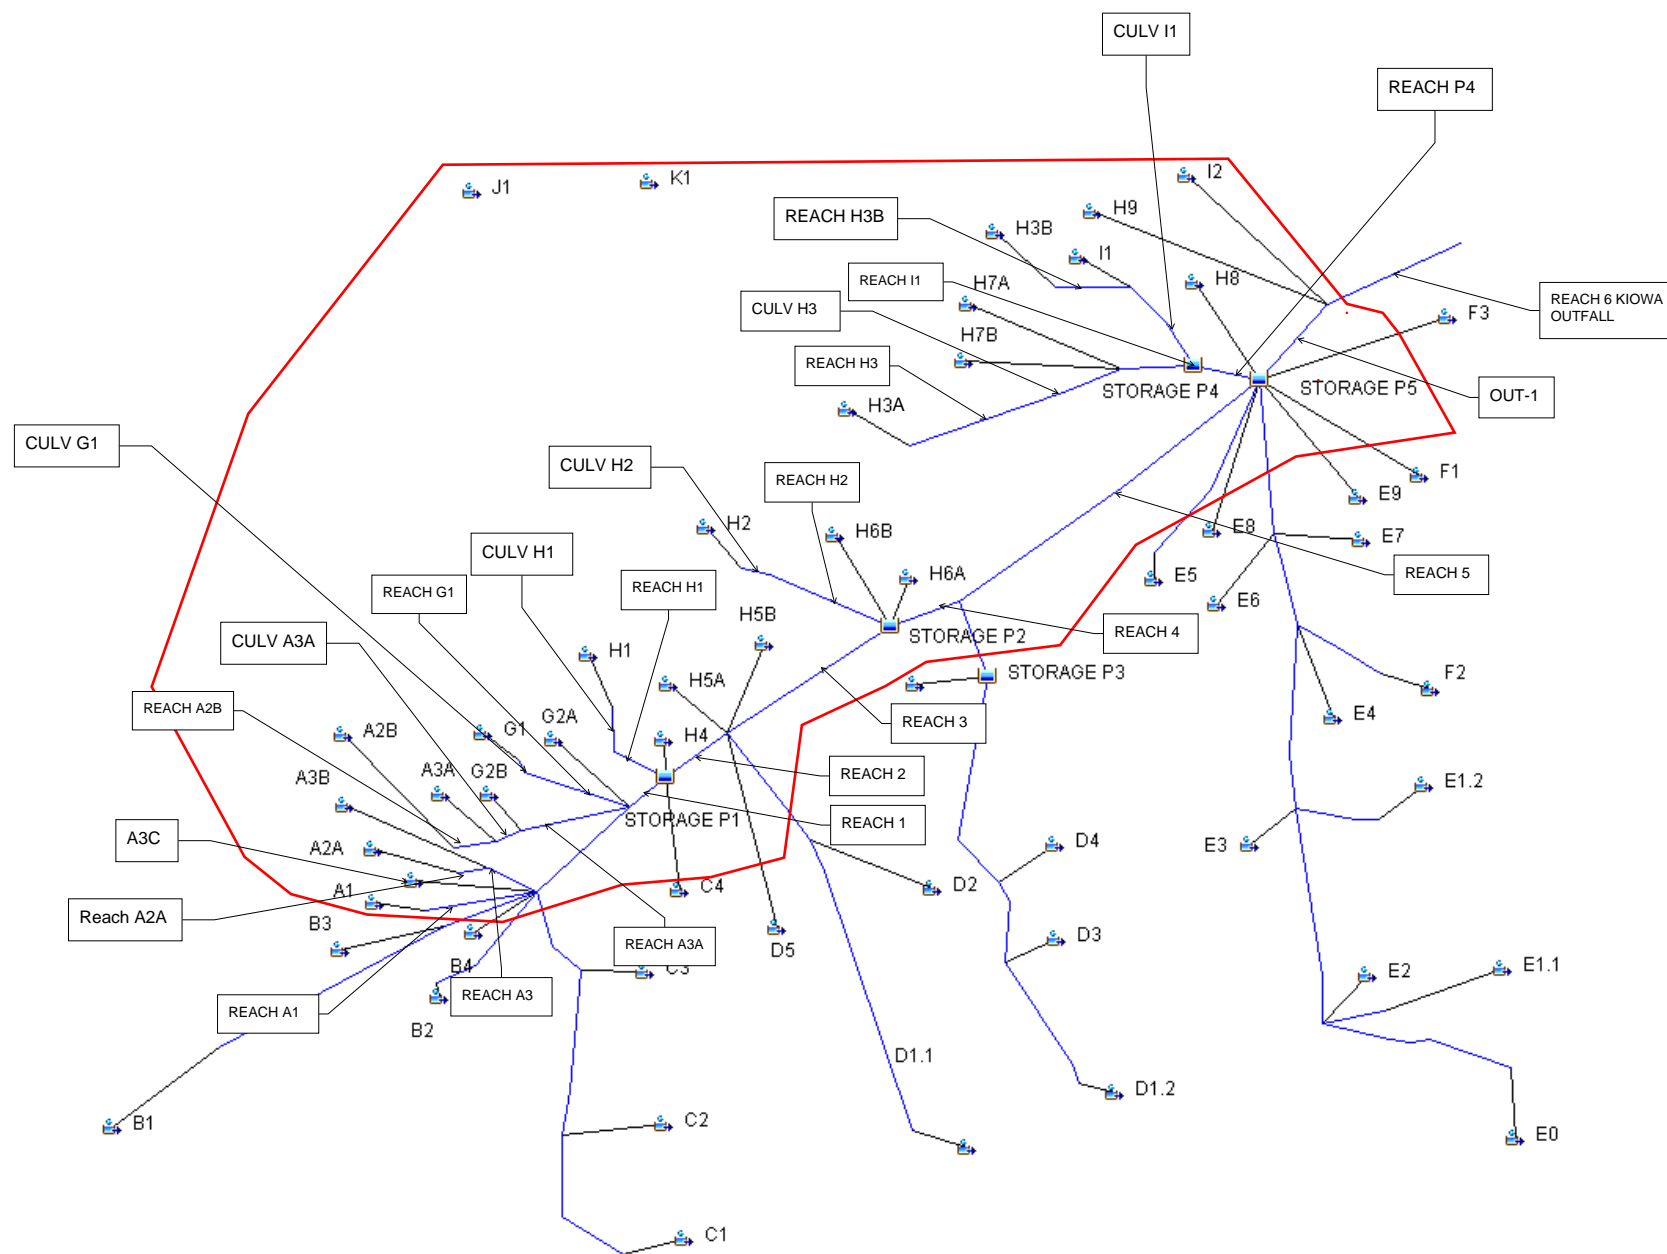 CULV I1
REACH P4
I2
J1
K1
H9
REACH H3B
H3B
I1
REACH I1
H7A
H8
CULV H3
REACH 6 KIOWA
OUTFALL
F3
H7B
REACH H3
STORAGE P4
STORAGE P5
OUT-1
H3A
CULV G1
CULV H2
REACH H2
F1
E9
H2
H6B
E8
E7
CULV H1
H6A
REACH 5
E5
REACH G1
REACH H1
E6
H5B
CULV A3A
STORAGE P2
REACH 4
H1
H5A
STORAGE P3
F2
REACH A2B
REACH 3
E4
A2B
G1
G2A
H4
A3B
A3A
G2B
REACH 2
E1.2
STORAGE P1
REACH 1
A3C
A2A
D4
E3
A1
C4
D2
Reach A2A
B3
REACH A3A
D5
D3
B4
C3
E2
E1.1
REACH A3
REACH A1
B2
D1.1
D1.2
B1
C2
E0
C1